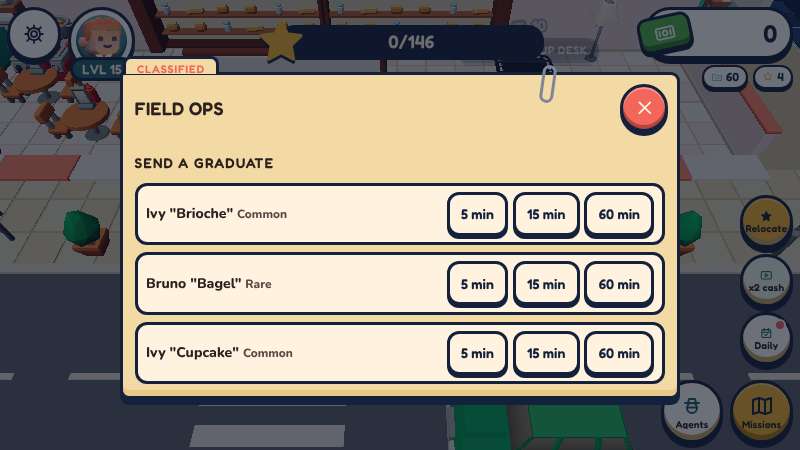 0/146
0
LVL 15
UP DESK
60
4
CLASSIFIED
FIELD OPS
SEND A GRADUATE
Ivy "Brioche" Common
5 min
15 min
60 min
Bruno "Bagel" Rare
5 min
15 min
60 min
Ivy "Cupcake" Common
5 min
15 min
60 min
Relocate
x2 cash
Daily
Agents
Missions